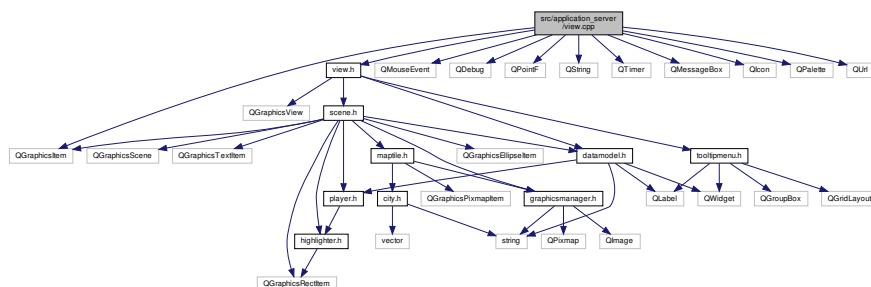 src/application_server
/view.cpp
view.h
QMouseEvent
QDebug
QPointF
QString
QTimer
QMessageBox
QIcon
QPalette
QUrl
QGraphicsView
scene.h
QGraphicsItem
QGraphicsScene
QGraphicsTextItem
maptile.h
QGraphicsEllipseItem
datamodel.h
tooltipmenu.h
player.h
city.h
QGraphicsPixmapItem
graphicsmanager.h
QLabel
QWidget
QGroupBox
QGridLayout
highlighter.h
vector
string
QPixmap
QImage
QGraphicsRectItem